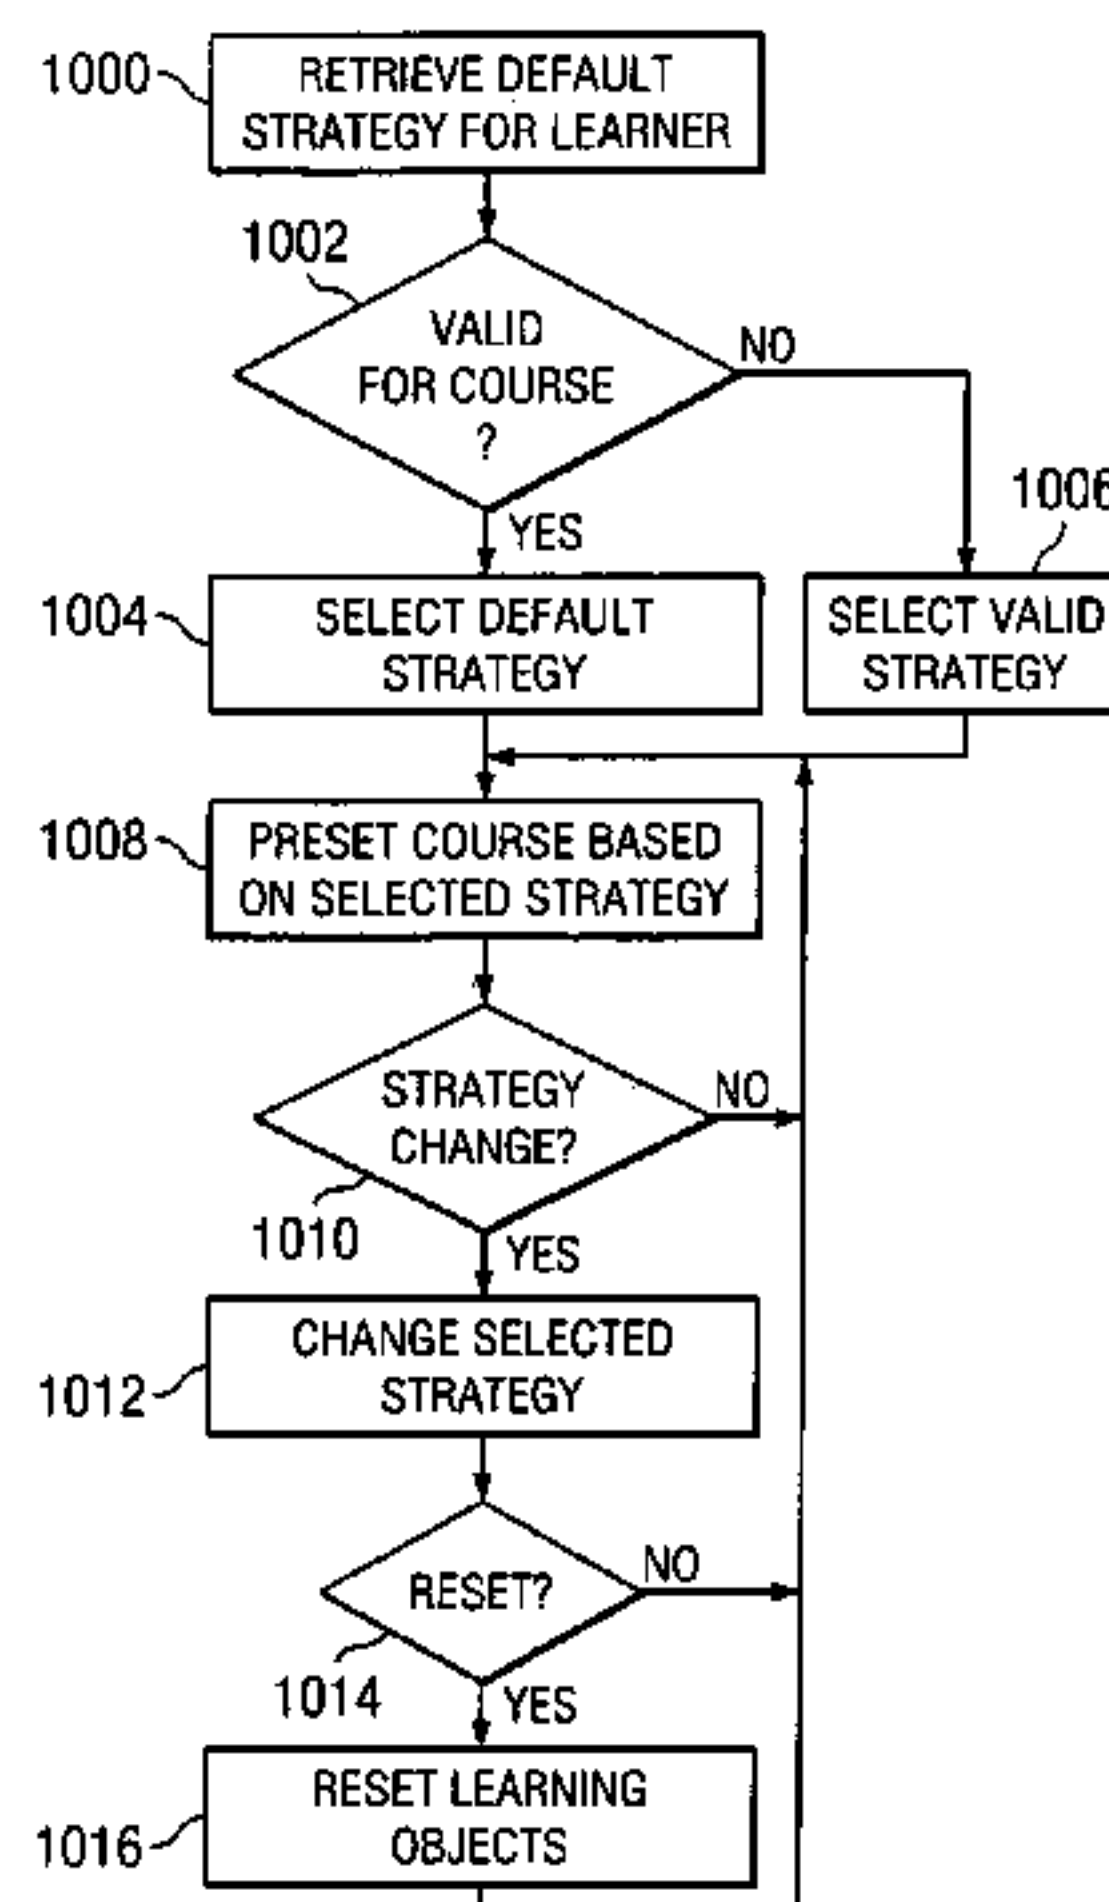 1000
RETRIEVE DEFAULT
STRATEGY FOR LEARNER
1002
VALID
FOR COURSE
?
NO
YES
1006
1004
SELECT DEFAULT
STRATEGY
SELECT VALID
STRATEGY
1008
PRESET COURSE BASED
ON SELECTED STRATEGY
STRATEGY
CHANGE?
NO
1010
YES
1012
CHANGE SELECTED
STRATEGY
RESET?
NO
1014
YES
1016
RESET LEARNING
OBJECTS